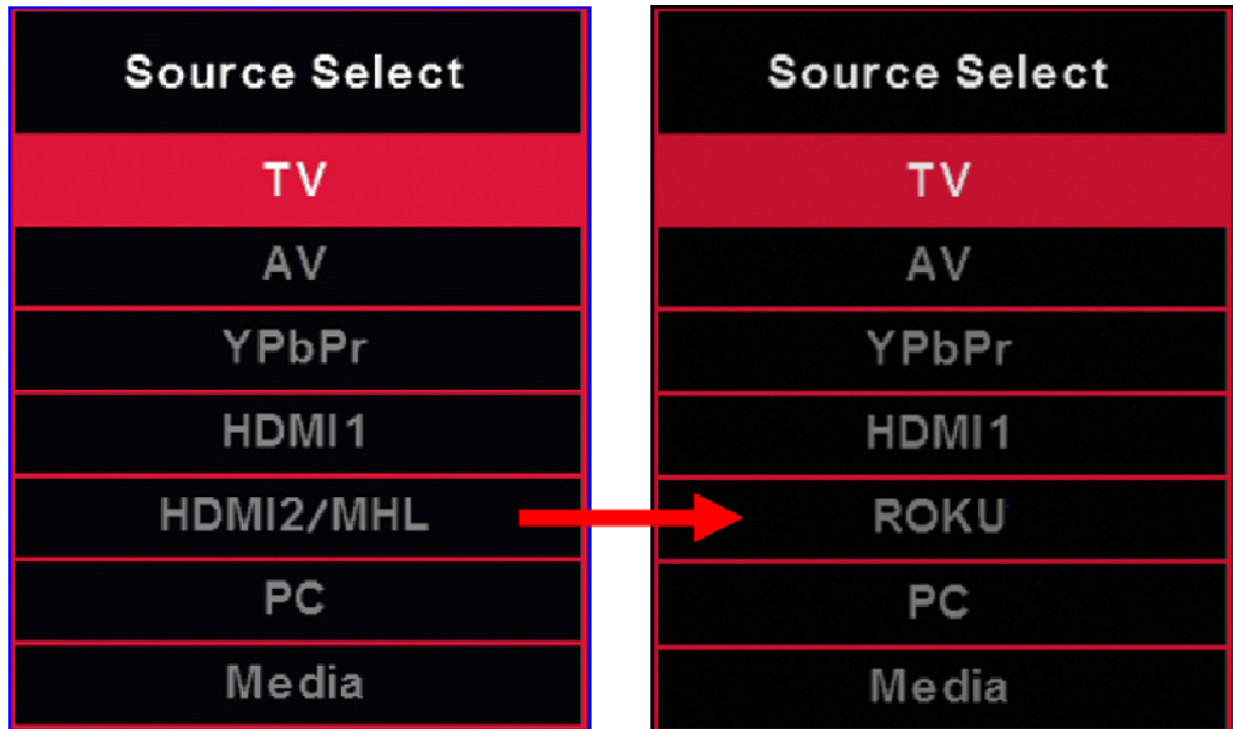 Source Select
TV
AV
YPbPr
HDMI1
HDMI2/MHL
PC
Media
Source Select
TV
AV
YPbPr
HDMI1
ROKU
PC
Media